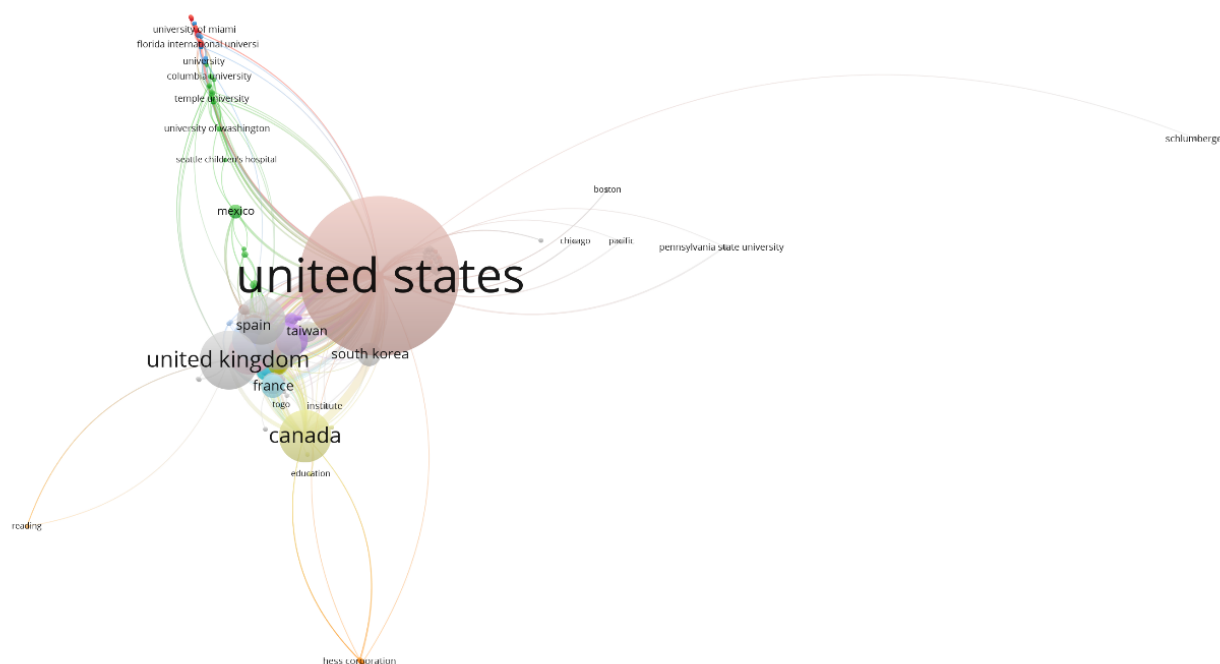 university of miami
florida international universi
university
columbia university
temple university
university of washington
schlumberge
seattle children's hospital
boston
mexico
chicago
pacific
pennsylvania state university
united states
spain
taiwan
south korea
united kingdom
france
togo
institute
canada
education
reading
hess corporation